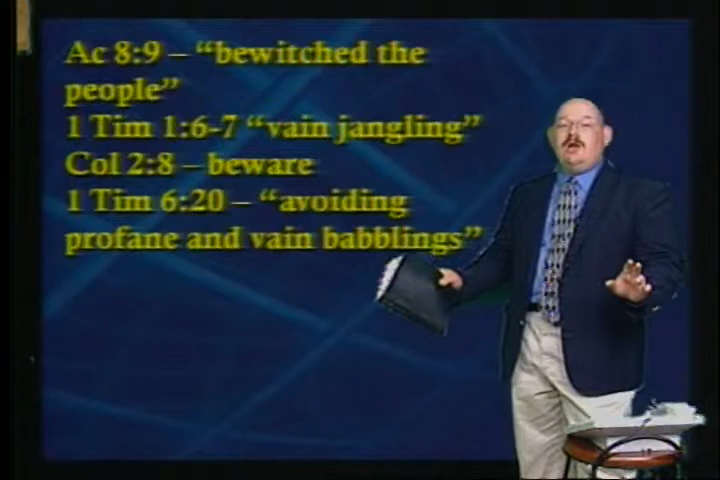 Ac 8:9 – “bewitched the
people”
1 Tim 1:6-7 “vain jangling”
Col 2:8 – beware
1 Tim 6:20 – “avoiding
profane and vain babblings”